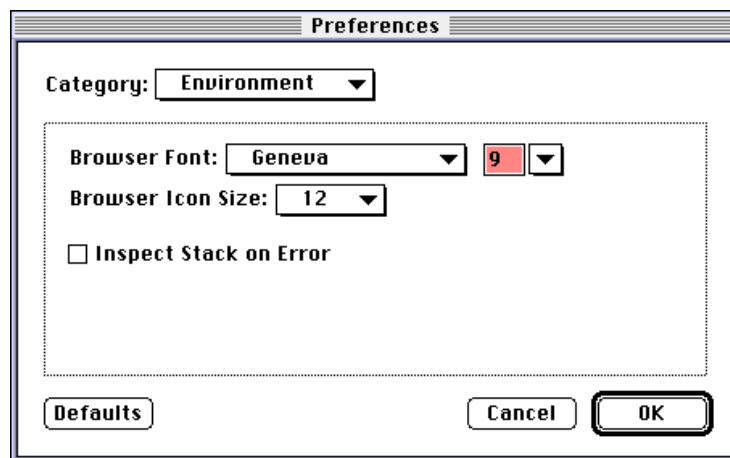 Preferences
Category: Environment
Browser Font: Geneva 9
Browser Icon Size: 12
Inspect Stack on Error
Defaults Cancel OK